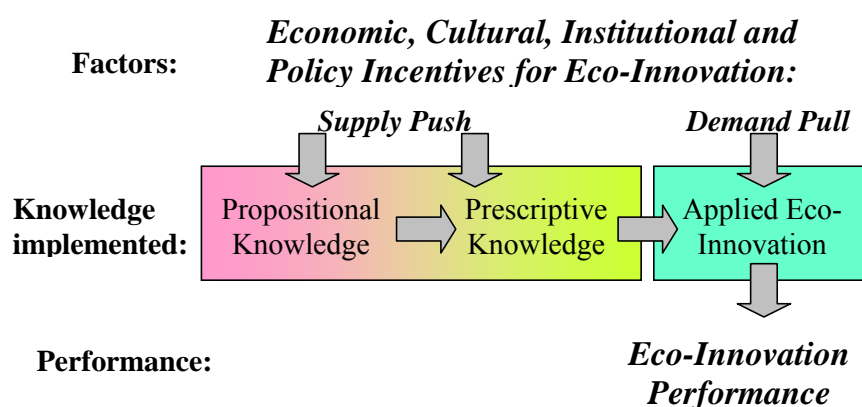 Economic, Cultural, Institutional and
Factors:
Policy Incentives for Eco-Innovation:
Supply Push
Demand Pull
Knowledge
implemented:
Propositional
Knowledge
Prescriptive
Knowledge
Applied Eco-
Innovation
Performance:
Eco-Innovation
Performance